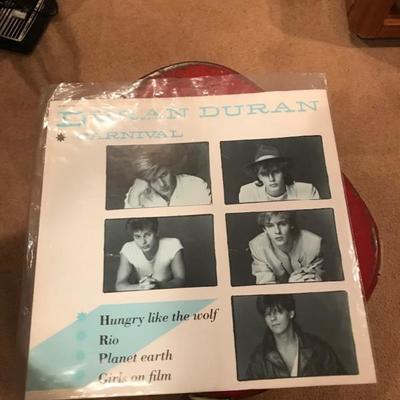 DURAN DURAN
CARNIVAL
Hungry like the wolf
Rio
Planet earth
Girls on film